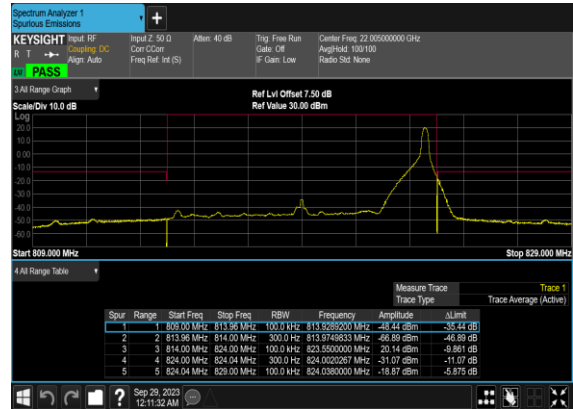 Spectrum Analyzer 1
Spurious Emissions
+
KEYSIGHT Input: RF Input Z: 50 Ω Atten: 40 dB Trig: Free Run Center Freq: 22.005000000 GHz
R T Coupling: DC Corr CCorr Gate: Off Avg|Hold: 100/100
Align: Auto Freq Ref: Int (S) IF Gain: Low Radio Std: None
LW PASS
3 All Range Graph
Ref Lvl Offset 7.50 dB
Scale/Div 10.0 dB Ref Value 30.00 dBm
Log
20.0
10.0
0.00
-10.0
-20.0
-30.0
-40.0
-50.0
-60.0
Start 809.000 MHz Stop 829.000 MHz
4 All Range Table
Measure Trace Trace 1
Trace Type Trace Average (Active)
Spur Range Start Freq Stop Freq RBW Frequency Amplitude ΔLimit
1 1 809.00 MHz 813.96 MHz 100.0 kHz 813.9289200 MHz -48.44 dBm -35.44 dB
2 2 813.96 MHz 814.00 MHz 300.0 Hz 813.9749833 MHz -66.89 dBm -46.89 dB
3 3 814.00 MHz 824.00 MHz 100.0 kHz 823.5500000 MHz 20.14 dBm -9.861 dB
4 4 824.00 MHz 824.04 MHz 300.0 Hz 824.0020267 MHz -31.07 dBm -11.07 dB
5 5 824.04 MHz 829.00 MHz 100.0 kHz 824.0380000 MHz -18.87 dBm -5.875 dB
? Sep 29, 2023
12:11:32 AM